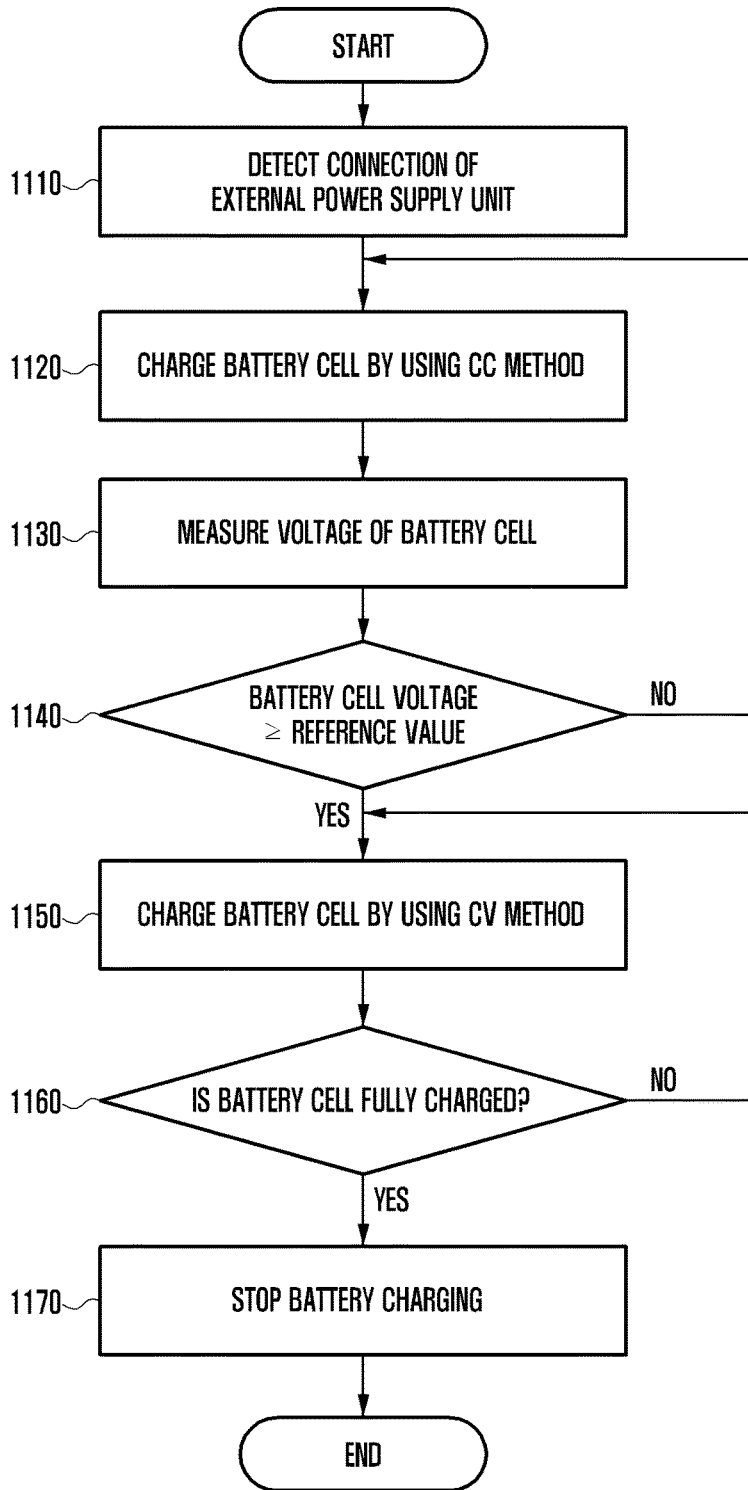 START
1110
DETECT CONNECTION OF
EXTERNAL POWER SUPPLY UNIT
1120
CHARGE BATTERY CELL BY USING CC METHOD
1130
MEASURE VOLTAGE OF BATTERY CELL
1140
BATTERY CELL VOLTAGE
≥ REFERENCE VALUE
NO
YES
1150
CHARGE BATTERY CELL BY USING CV METHOD
1160
IS BATTERY CELL FULLY CHARGED?
NO
YES
1170
STOP BATTERY CHARGING
END